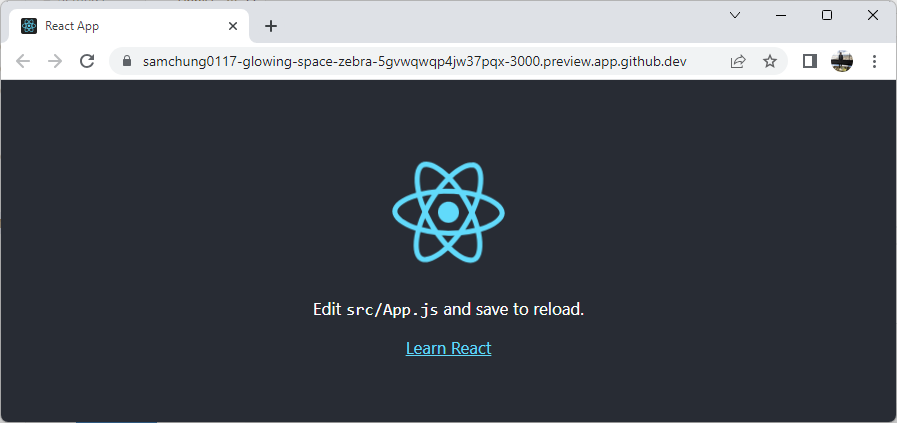 React App
samchung0117-glowing-space-zebra-5gvwqwqp4jw37pqx-3000.preview.app.github.dev
Edit src/App.js and save to reload.
Learn React